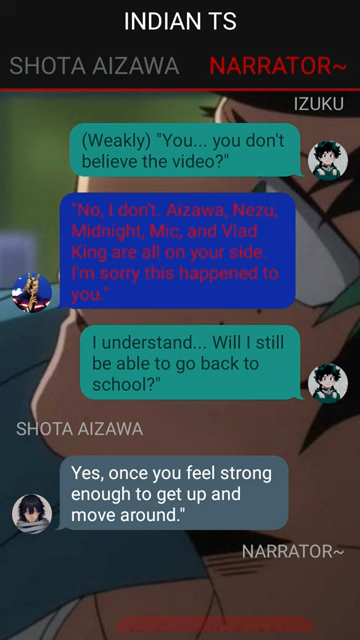 INDIAN TS
SHOTA AIZAWA NARRATOR~
IZUKU
(Weakly) "You... you don't
believe the video?"
"No, I don't. Aizawa, Nezu,
Midnight, Mic, and Vlad
King are all on your side.
I'm sorry this happened to
you."
I understand... Will I still
be able to go back to
school?"
SHOTA AIZAWA
Yes, once you feel strong
enough to get up and
move around."
NARRATOR~